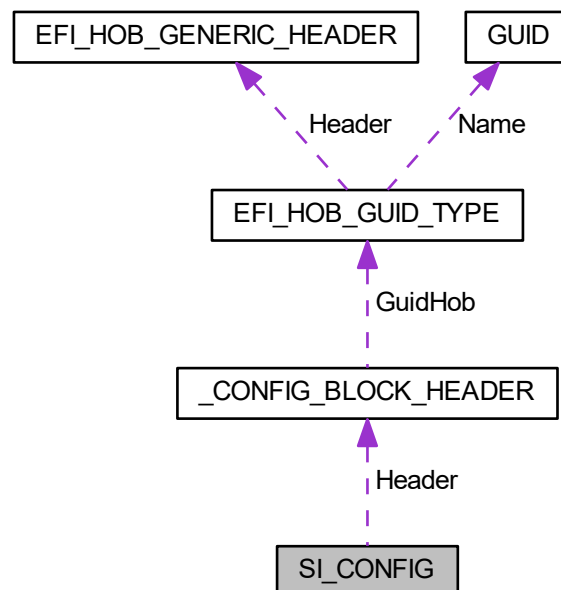 EFI_HOB_GENERIC_HEADER
GUID
Header
Name
EFI_HOB_GUID_TYPE
GuidHob
_CONFIG_BLOCK_HEADER
Header
SI_CONFIG